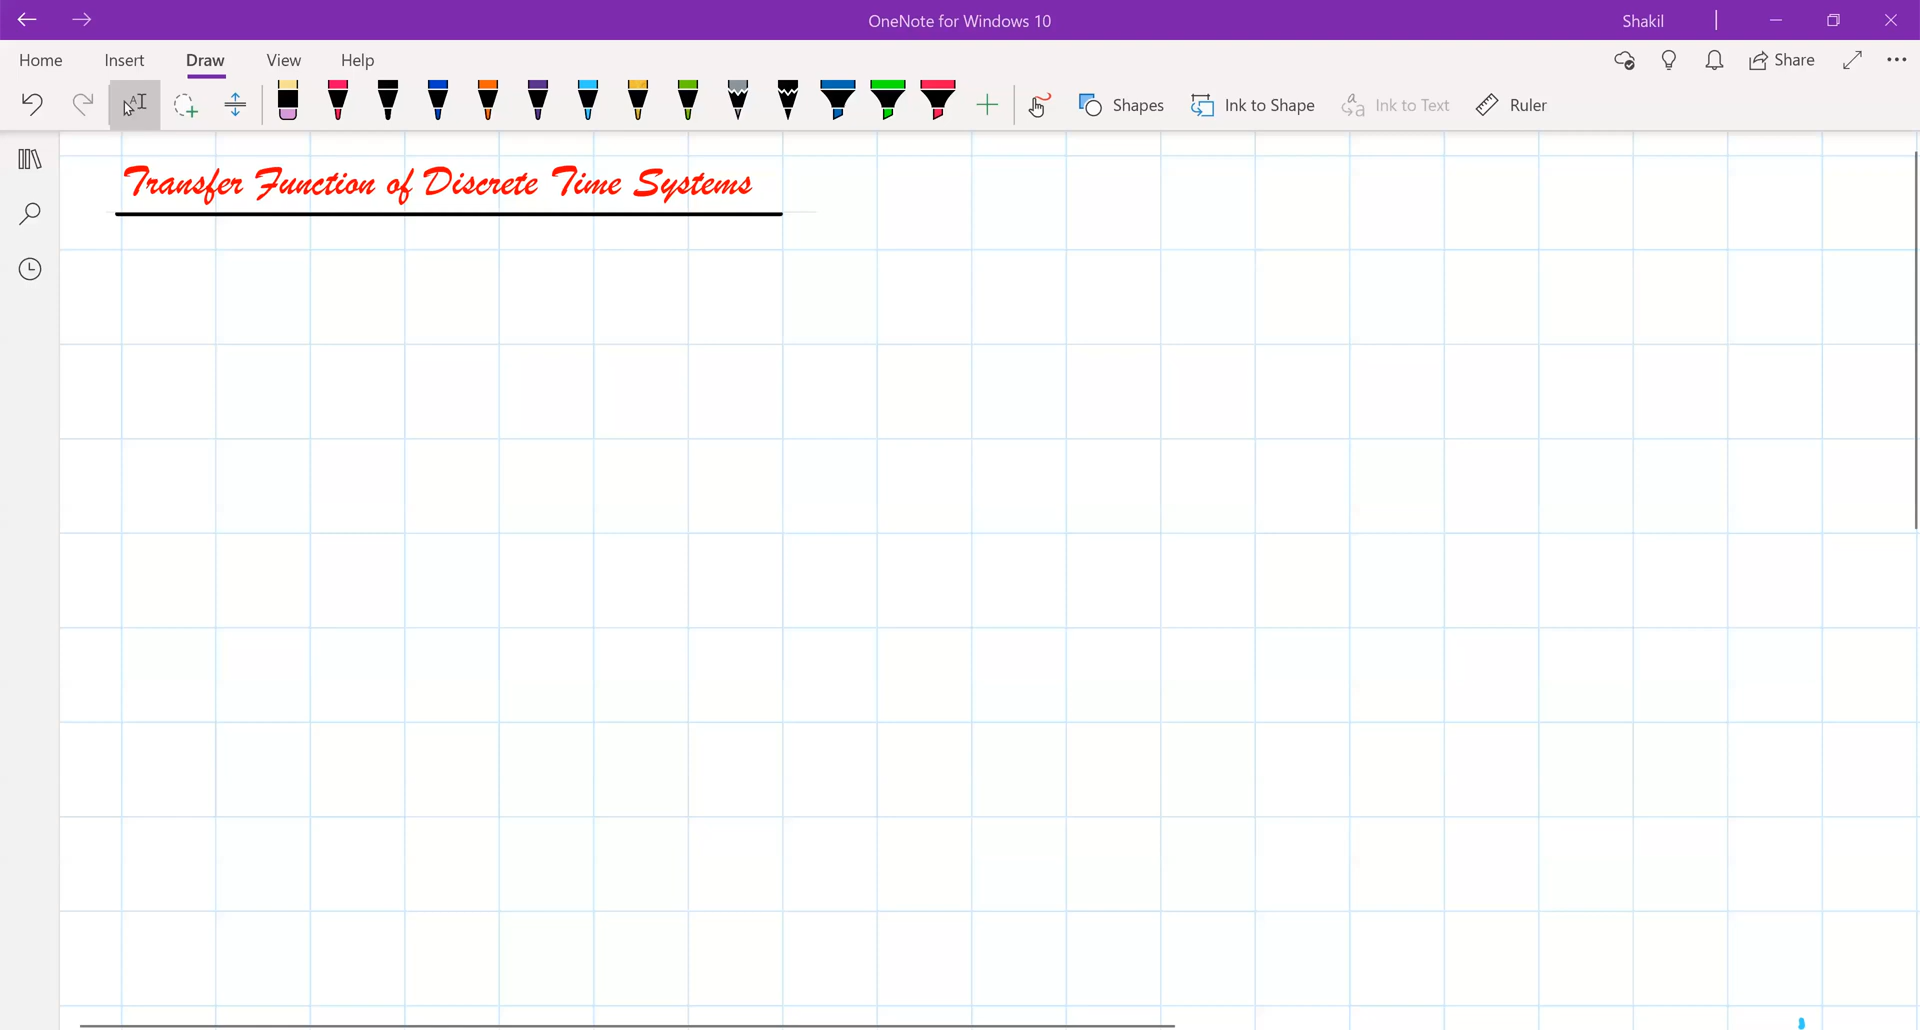 OneNote for Windows 10
Shakil
Home Insert Draw View Help
Share
Shapes Ink to Shape Ink to Text Ruler
Transfer Function of Discrete Time Systems